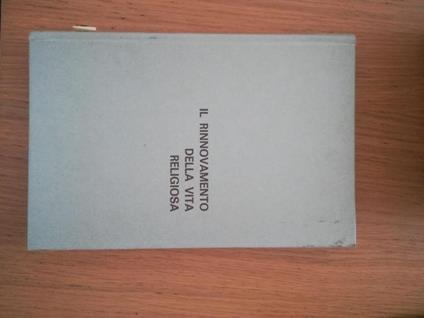 IL RINNOVAMENTO
DELLA VITA
RELIGIOSA